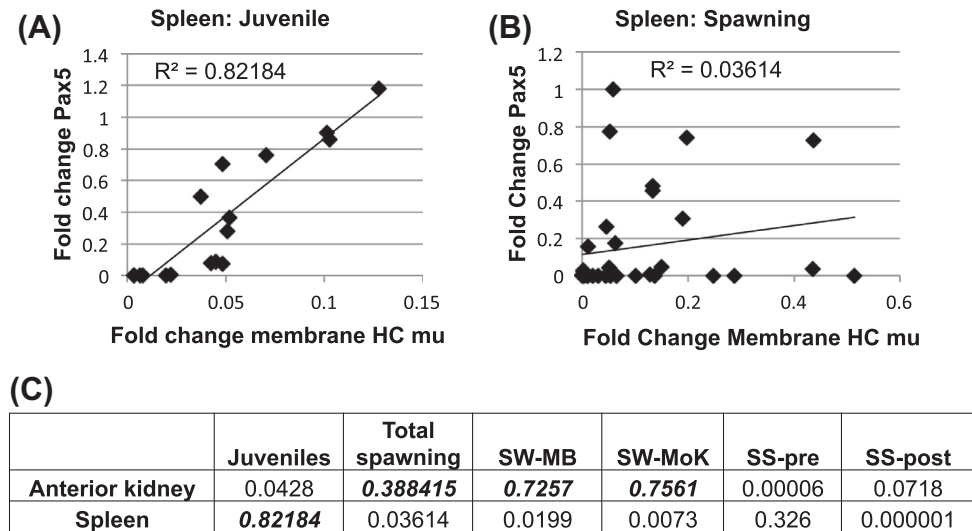 (A)
Spleen: Juvenile
R² = 0.82184
Fold change Pax5
1.4
1.2
1
0.8
0.6
0.4
0.2
0
0
0.05
0.1
0.15
Fold change membrane HC mu
(B)
Spleen: Spawning
R² = 0.03614
Fold Change Pax5
1.2
1
0.8
0.6
0.4
0.2
0
0
0.2
0.4
0.6
Fold Change Membrane HC mu
(C)
Juveniles Total spawning SW-MB SW-MoK SS-pre SS-post
Anterior kidney 0.0428 0.388415 0.7257 0.7561 0.00006 0.0718
Spleen 0.82184 0.03614 0.0199 0.0073 0.326 0.000001